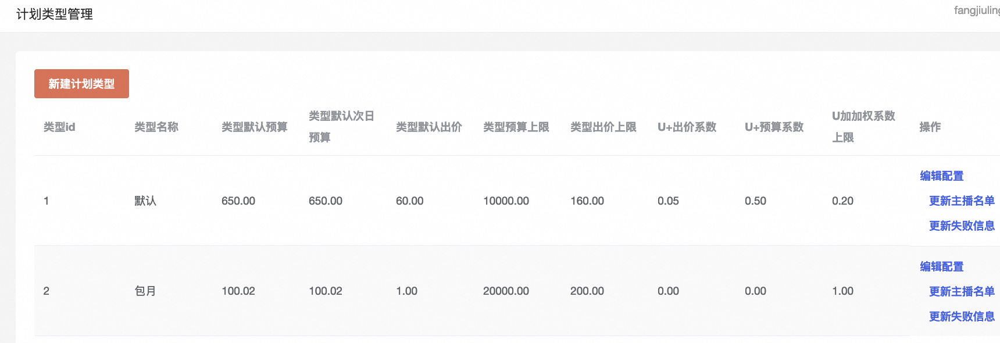 计划类型管理
fangjiuling
新建计划类型
类型id 类型名称 类型默认预算 类型默认次日预算 类型默认出价 类型预算上限 类型出价上限 U+出价系数 U+预算系数 U加加权系数上限 操作
1 默认 650.00 650.00 60.00 10000.00 160.00 0.05 0.50 0.20
编辑配置
更新主播名单
更新失败信息
2 包月 100.02 100.02 1.00 20000.00 200.00 0.00 0.00 1.00
编辑配置
更新主播名单
更新失败信息